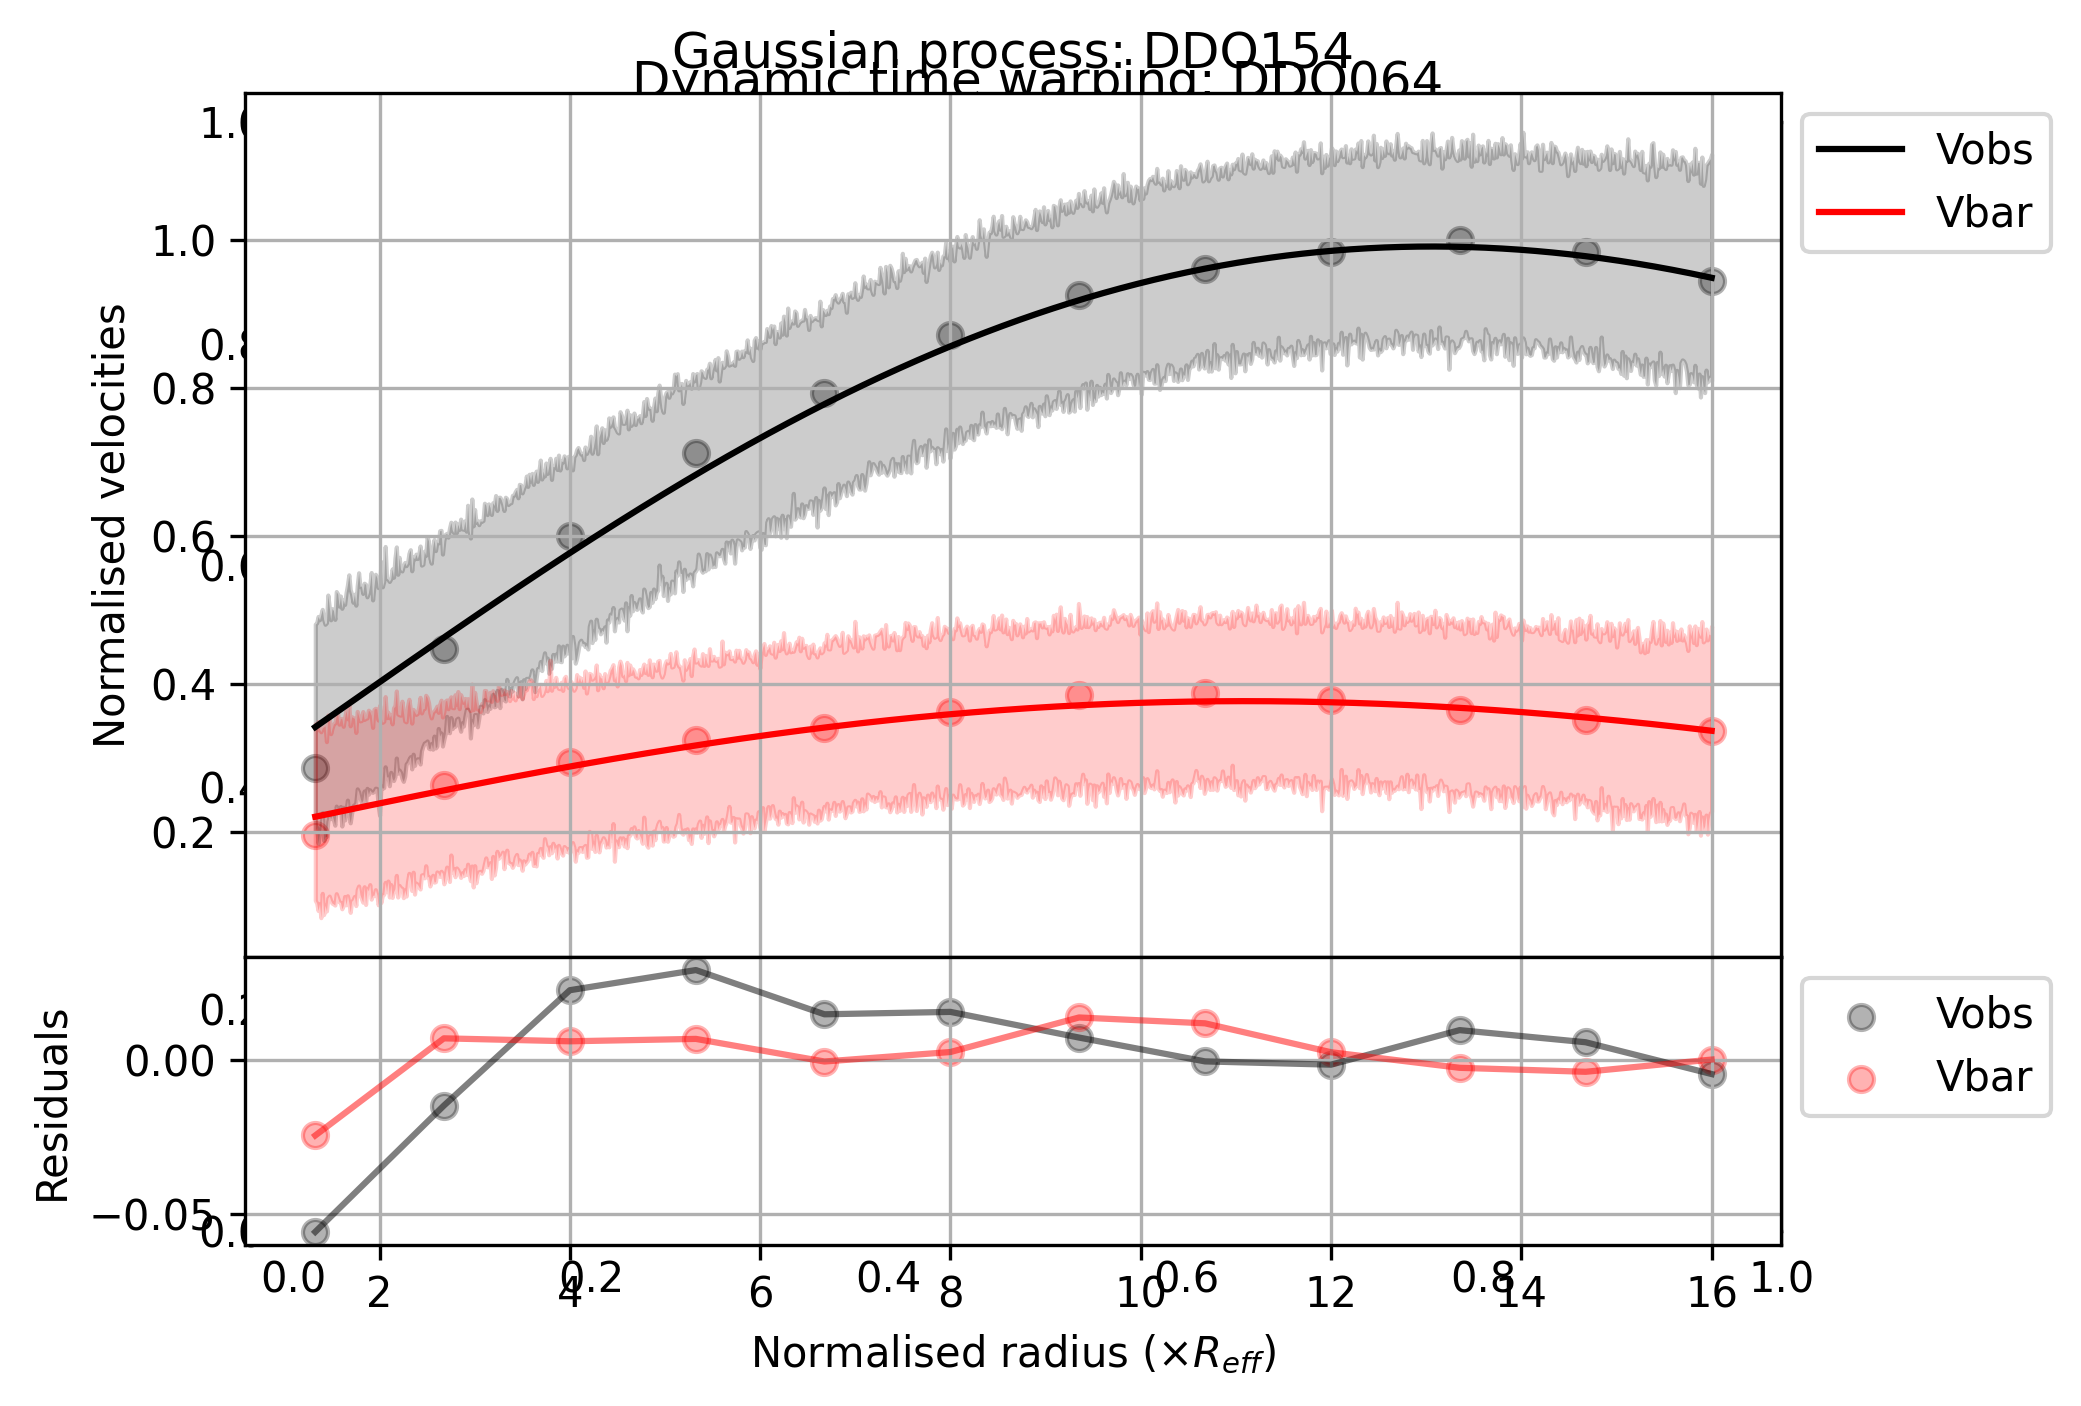 Gaussian process: DDO154
Dynamic time warping: DDO064
Normalised velocities
1.0
0.8
0.6
0.4
0.2
Vobs
Vbar
Residuals
0.00
−0.05
Vobs
Vbar
0.0 0.2 0.4 0.6 0.8 1.0
2 4 6 8 10 12 14 16
Normalised radius (×R_eff)